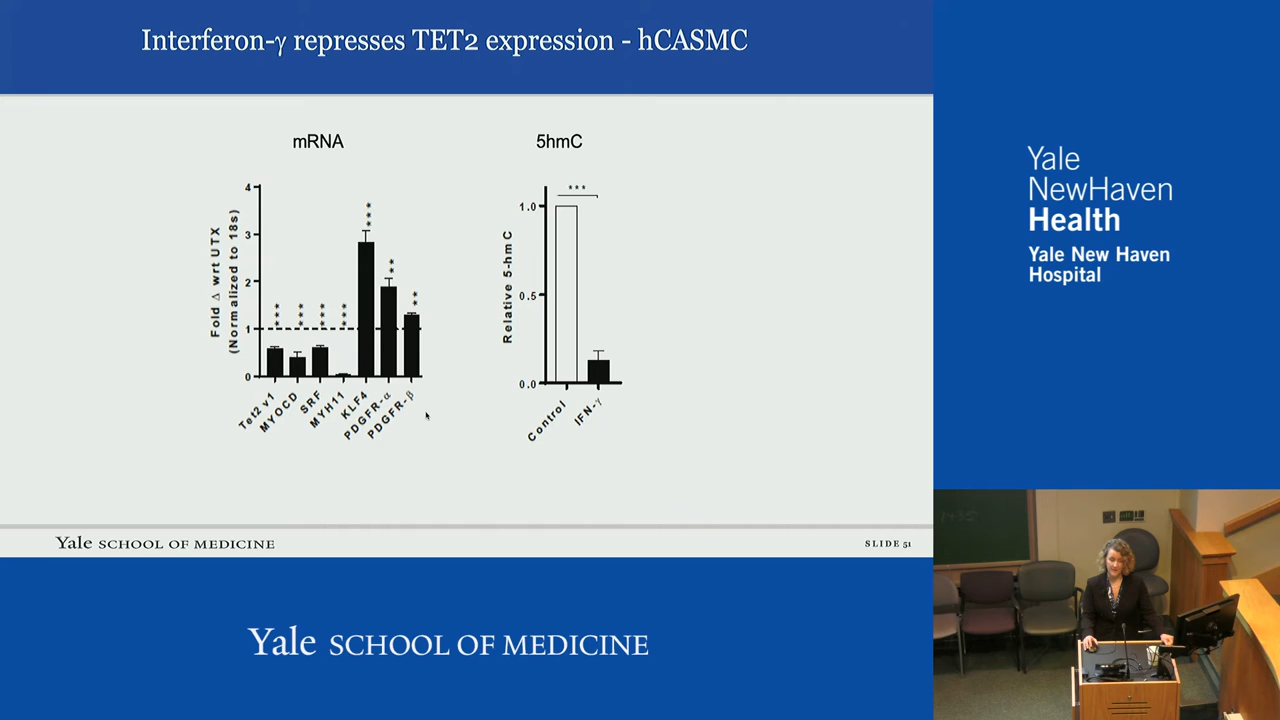 Interferon-γ represses TET2 expression - hCASMC
mRNA
Fold Δ wrt UTX
(Normalized to 18s)
4
3
2
1
0
***
***
***
***
***
**
**
Tet2 v1
MYOCD
SRF
MYH11
KLF4
PDGFR-α
PDGFR-β
5hmC
Relative 5-hmC
1.0
0.5
0.0
***
Control
IFN-γ
Yale SCHOOL OF MEDICINE
SLIDE 51
Yale SCHOOL OF MEDICINE
Yale
NewHaven
Health
Yale New Haven
Hospital